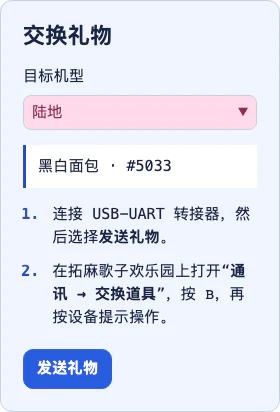 交换礼物
目标机型
陆地
黑白面包 · #5033
1. 连接 USB-UART 转接器，然
后选择发送礼物。
2. 在拓麻歌子欢乐园上打开“通
讯 → 交换道具”，按 B，再
按设备提示操作。
发送礼物